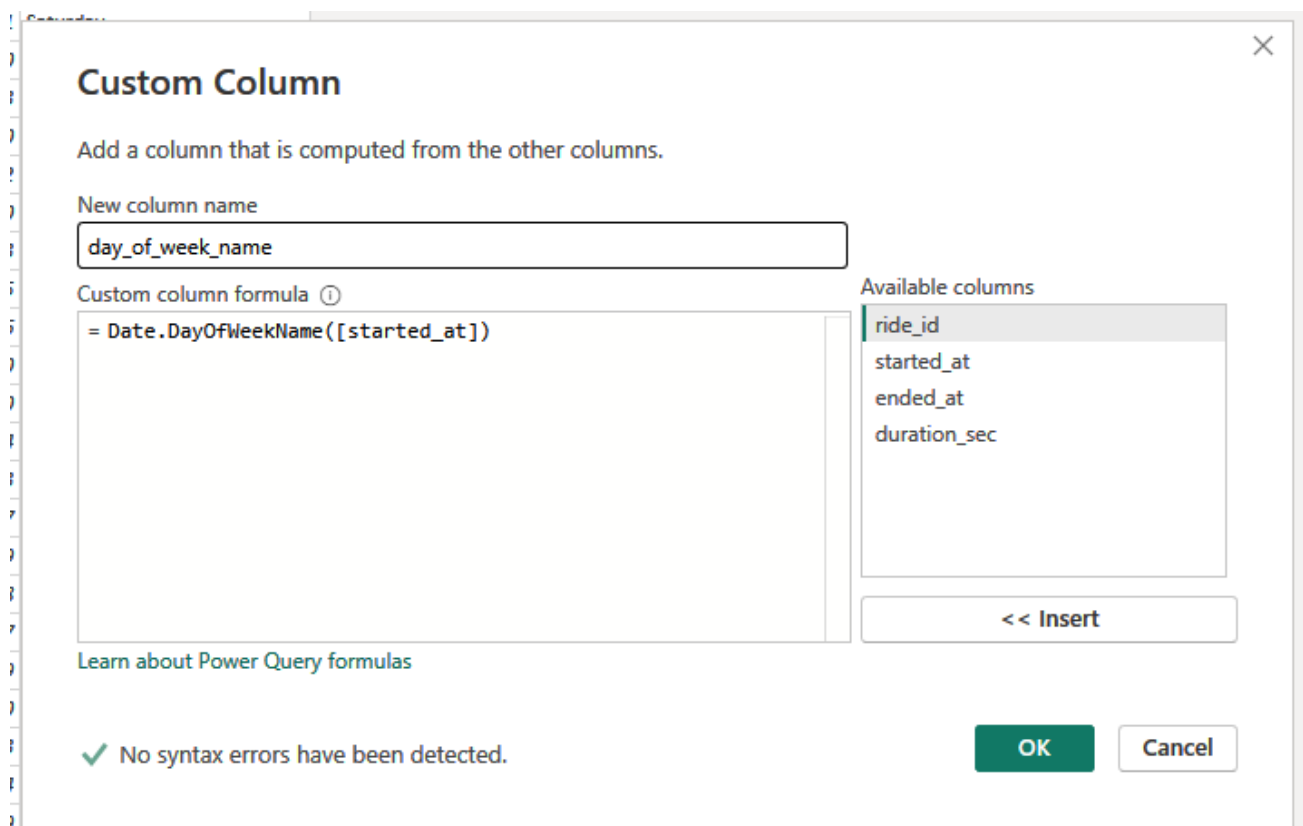 Saturday
Custom Column
Add a column that is computed from the other columns.
New column name
day_of_week_name
Custom column formula
= Date.DayOfWeekName([started_at])
Available columns
ride_id
started_at
ended_at
duration_sec
<< Insert
Learn about Power Query formulas
No syntax errors have been detected.
OK
Cancel